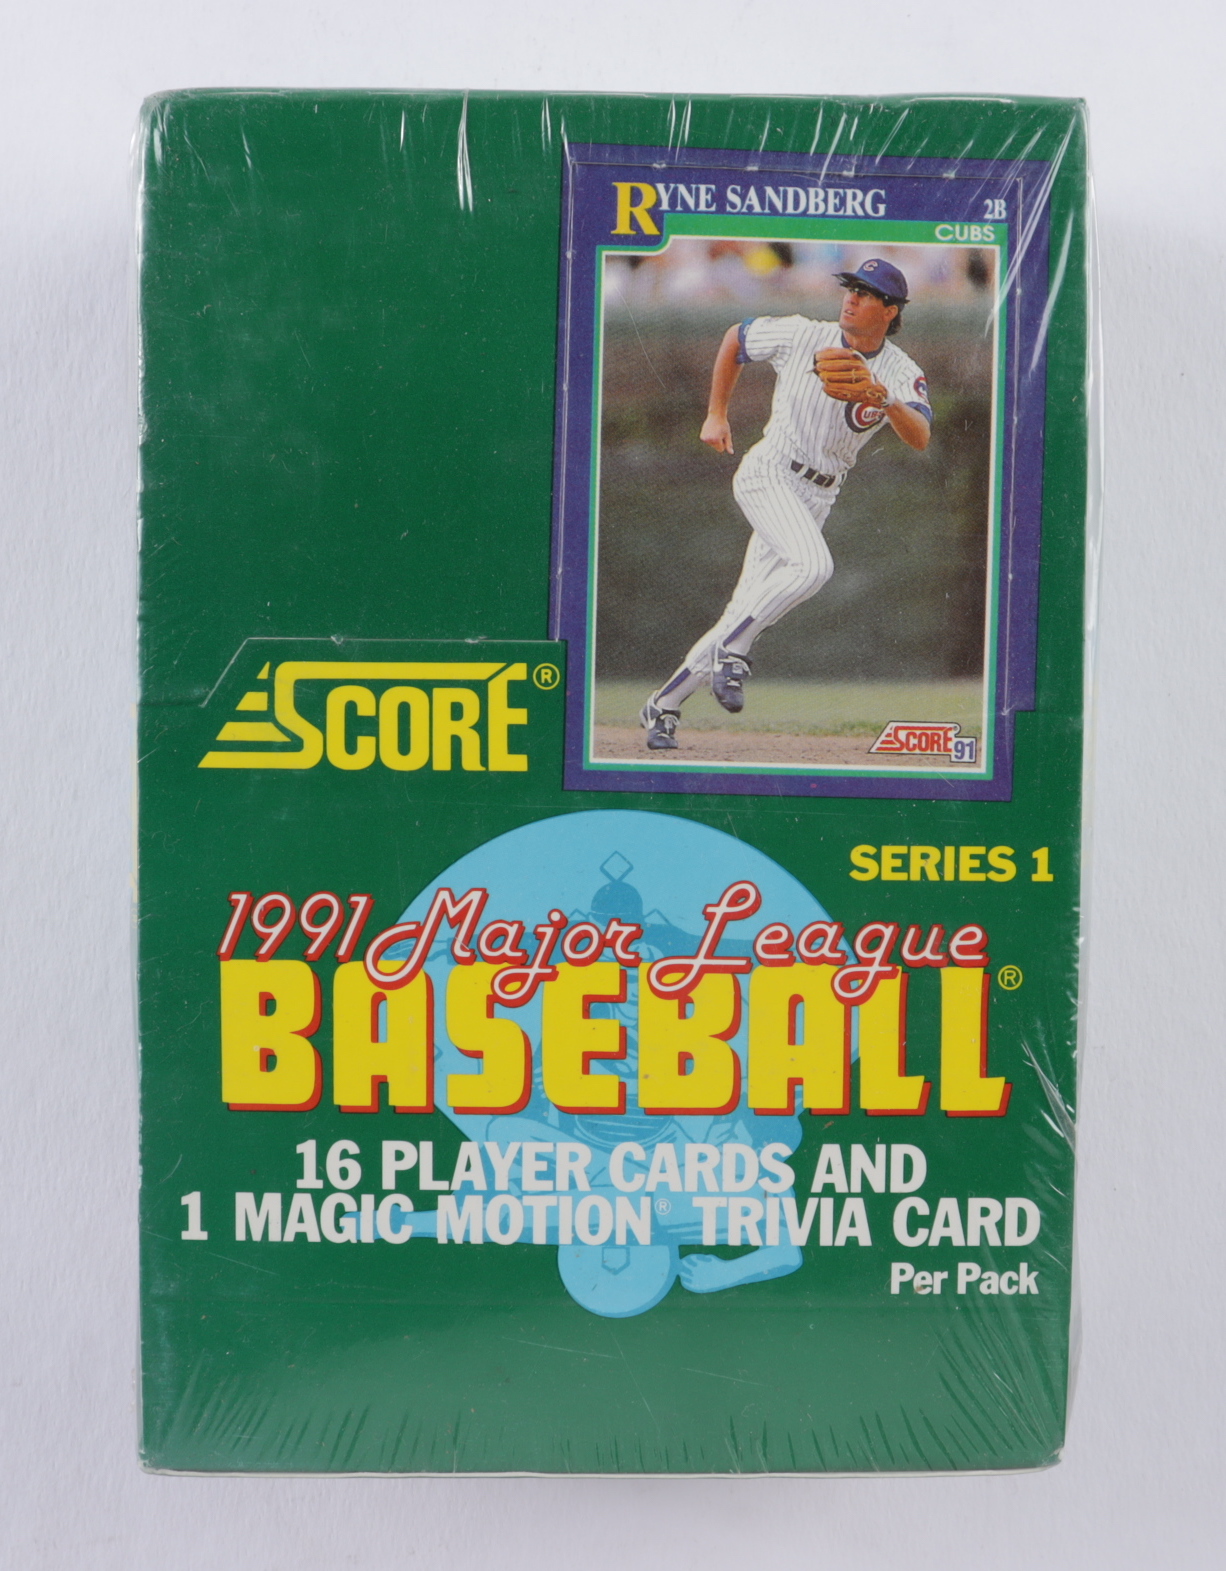 RYNE SANDBERG 2B
CUBS
C
CUBS
SCORE 91
SCORE®
SERIES 1
1991 Major League
BASEBALL®
16 PLAYER CARDS AND
1 MAGIC MOTION® TRIVIA CARD
Per Pack